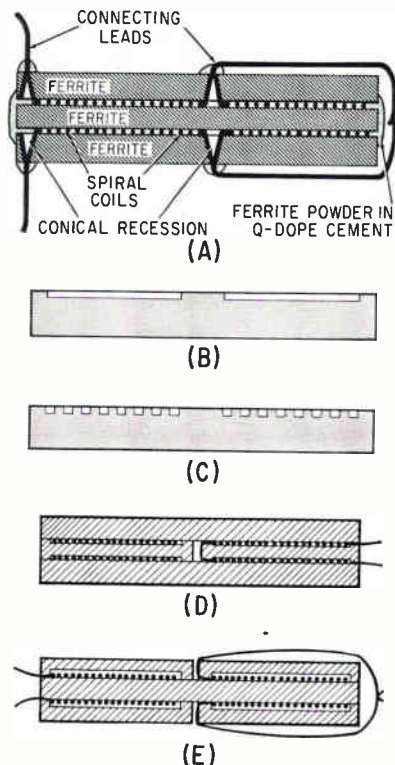 CONNECTING
LEADS
FERRITE
FERRITE
FERRITE
SPIRAL
COILS
CONICAL RECESSION
FERRITE POWDER IN
Q-DOPE CEMENT
(A)
(B)
(C)
(D)
(E)